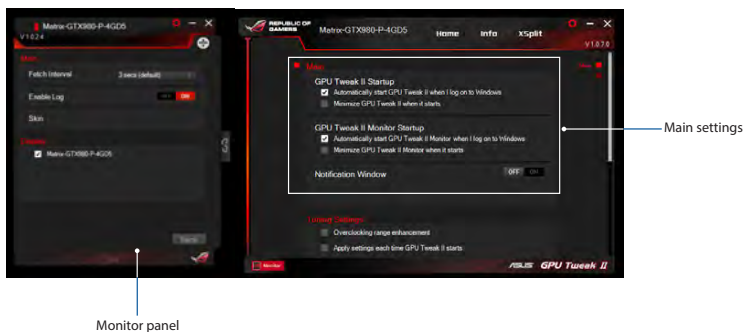 Matrix-GTX980-P-4GD5
V1.0.2.4
Main
Fetch Interval
3 secs (default)
Enable Log
OFF ON
Skin
Matrix-GTX980-P-4GD5
REPUBLIC OF
GAMERS
Matrix-GTX980-P-4GD5
Home
Info
XSplit
V1.0.7.0
Main
GPU Tweak II Startup
Automatically start GPU Tweak II when I log on to Windows
Minimize GPU Tweak II when it starts
GPU Tweak II Monitor Startup
Automatically start GPU Tweak II Monitor when I log on to Windows
Minimize GPU Tweak II Monitor when it starts
Notification Window
OFF ON
Tuning Settings
Overclocking range enhancement
Apply settings each time GPU Tweak II starts
Monitor
ASUS GPU Tweak II
Main settings
Monitor panel